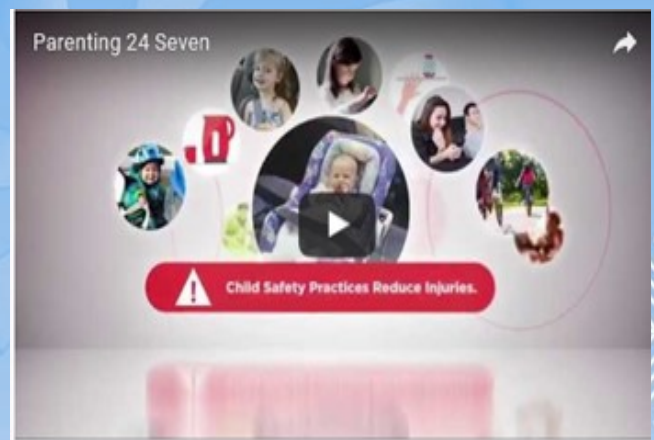 Parenting 24 Seven
Child Safety Practices Reduce Injuries.